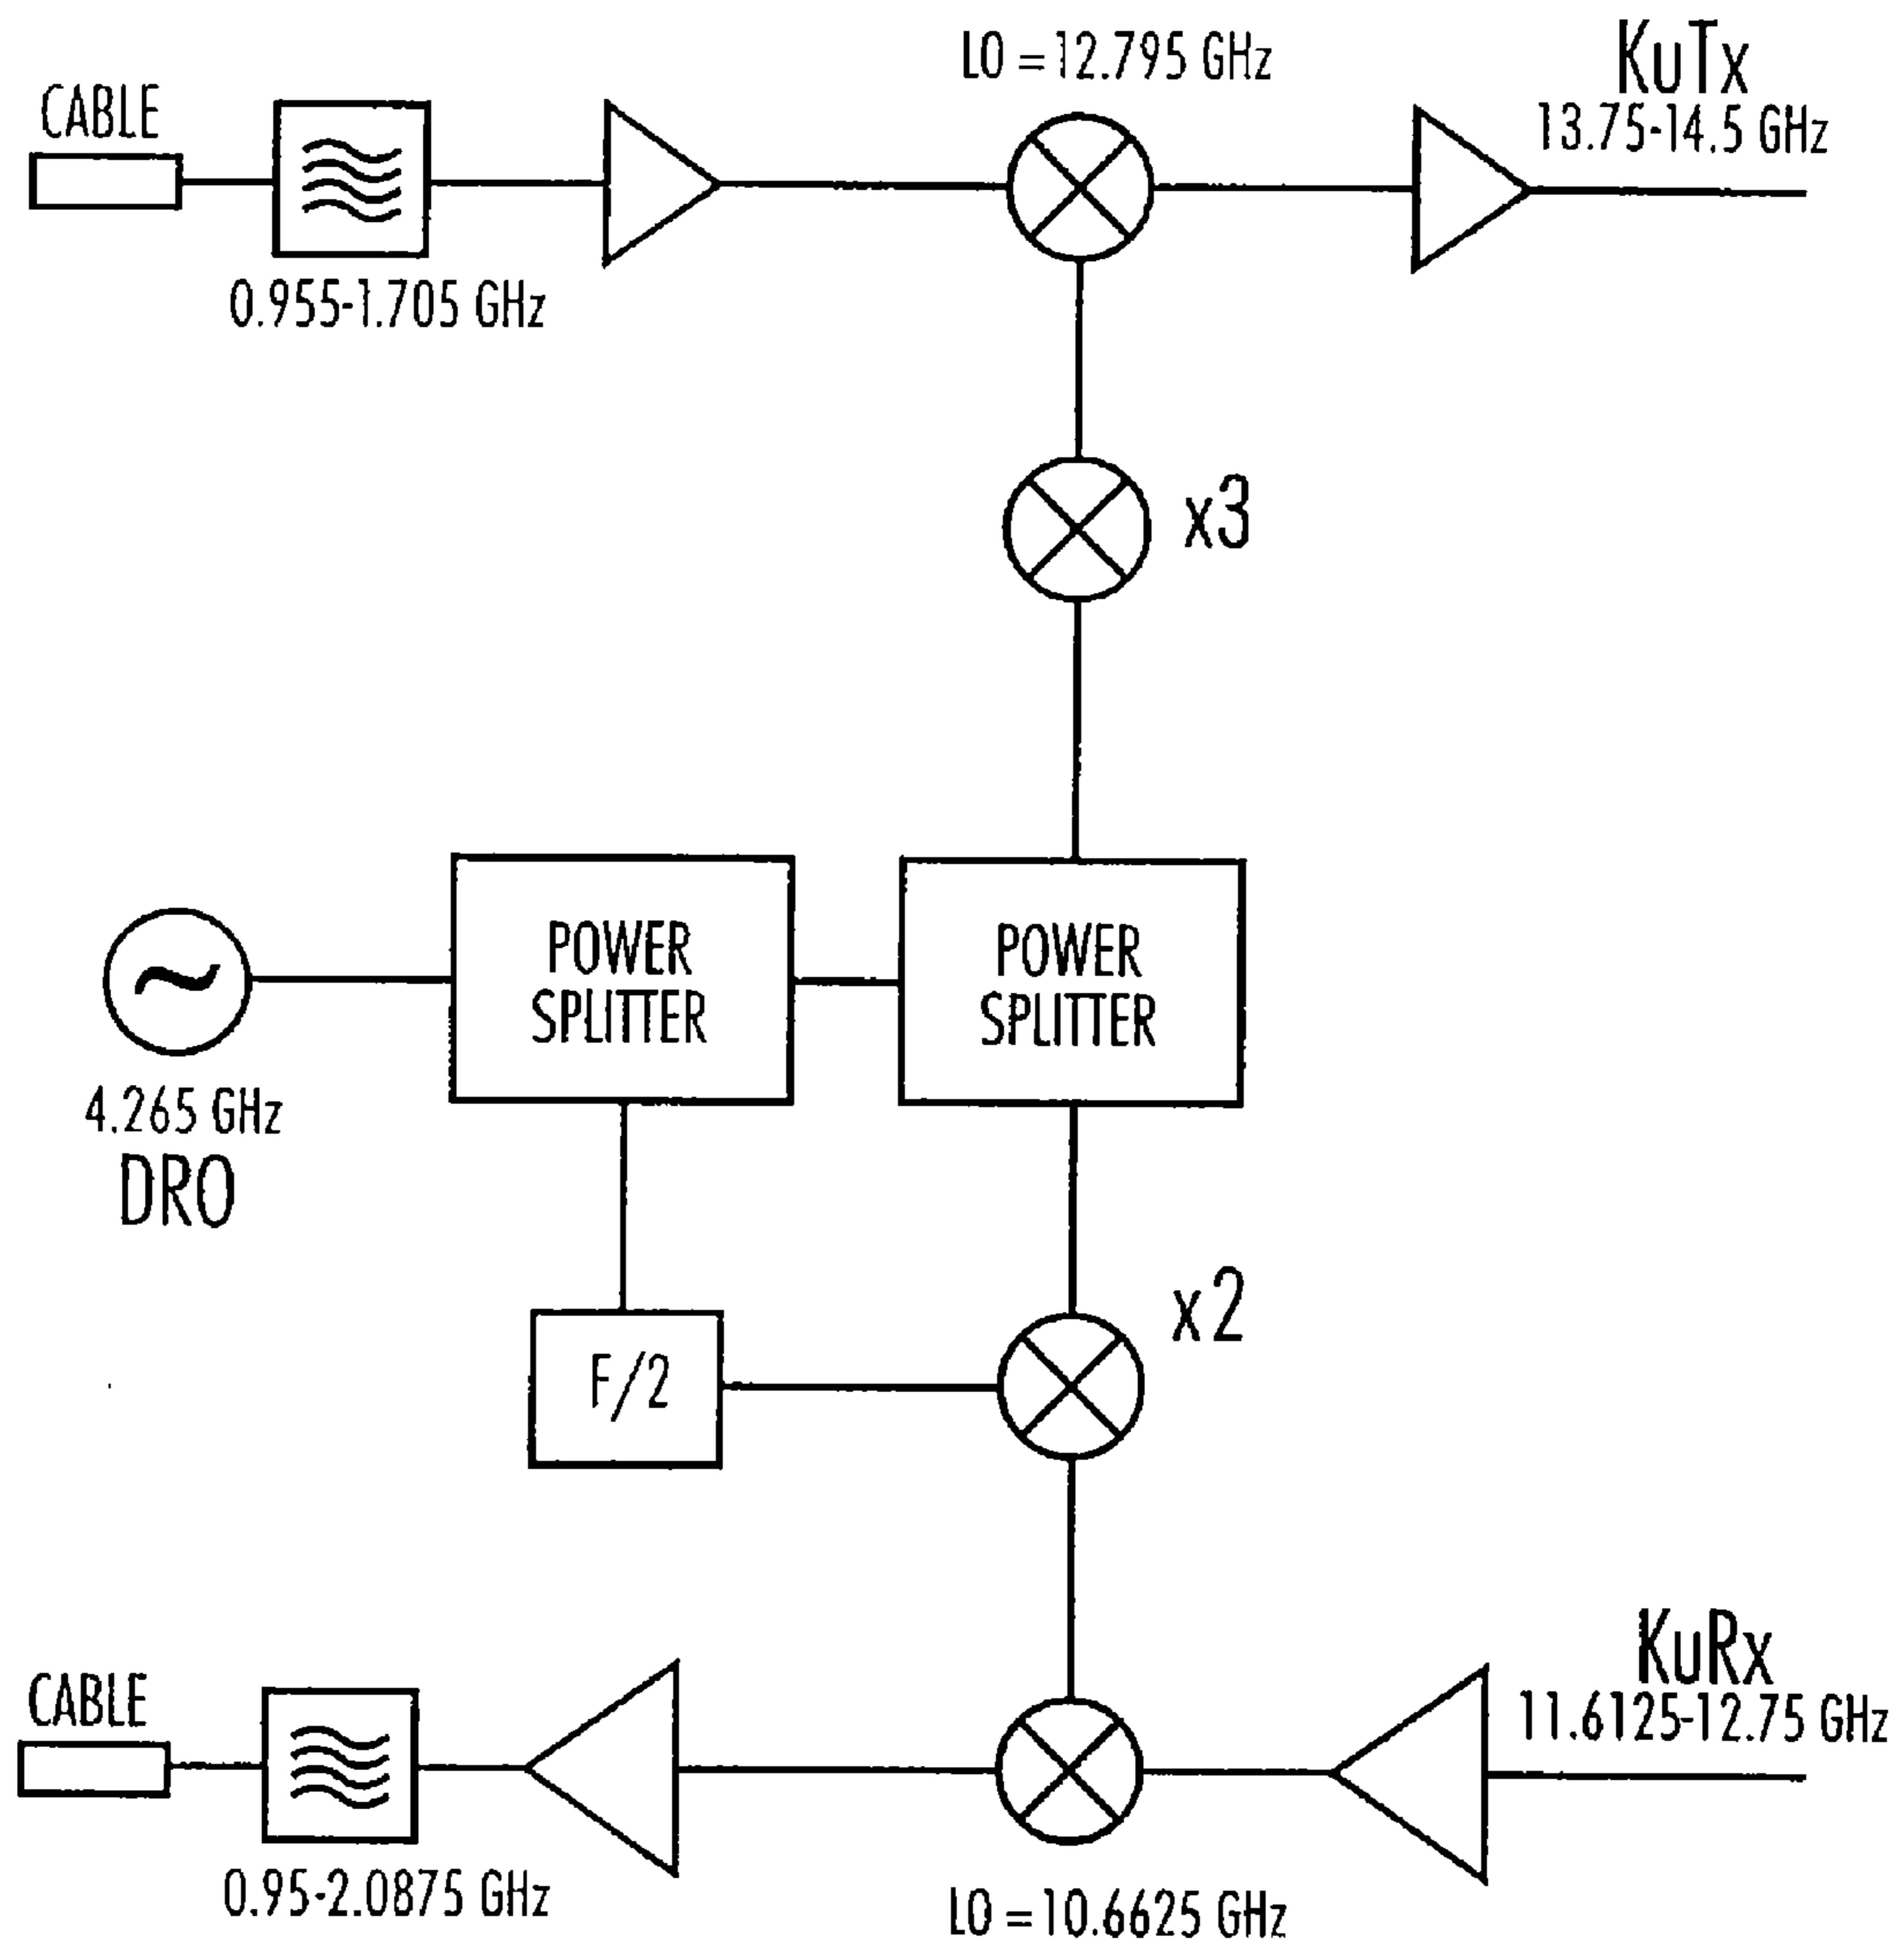 LO = 12.795 GHz
KuTx
13.75-14.5 GHz
CABLE
0.955-1.705 GHz
x3
POWER
SPLITTER
POWER
SPLITTER
4.265 GHz
DRO
x2
F/2
KuRx
11.6125-12.75 GHz
CABLE
0.95-2.0875 GHz
LO = 10.6625 GHz